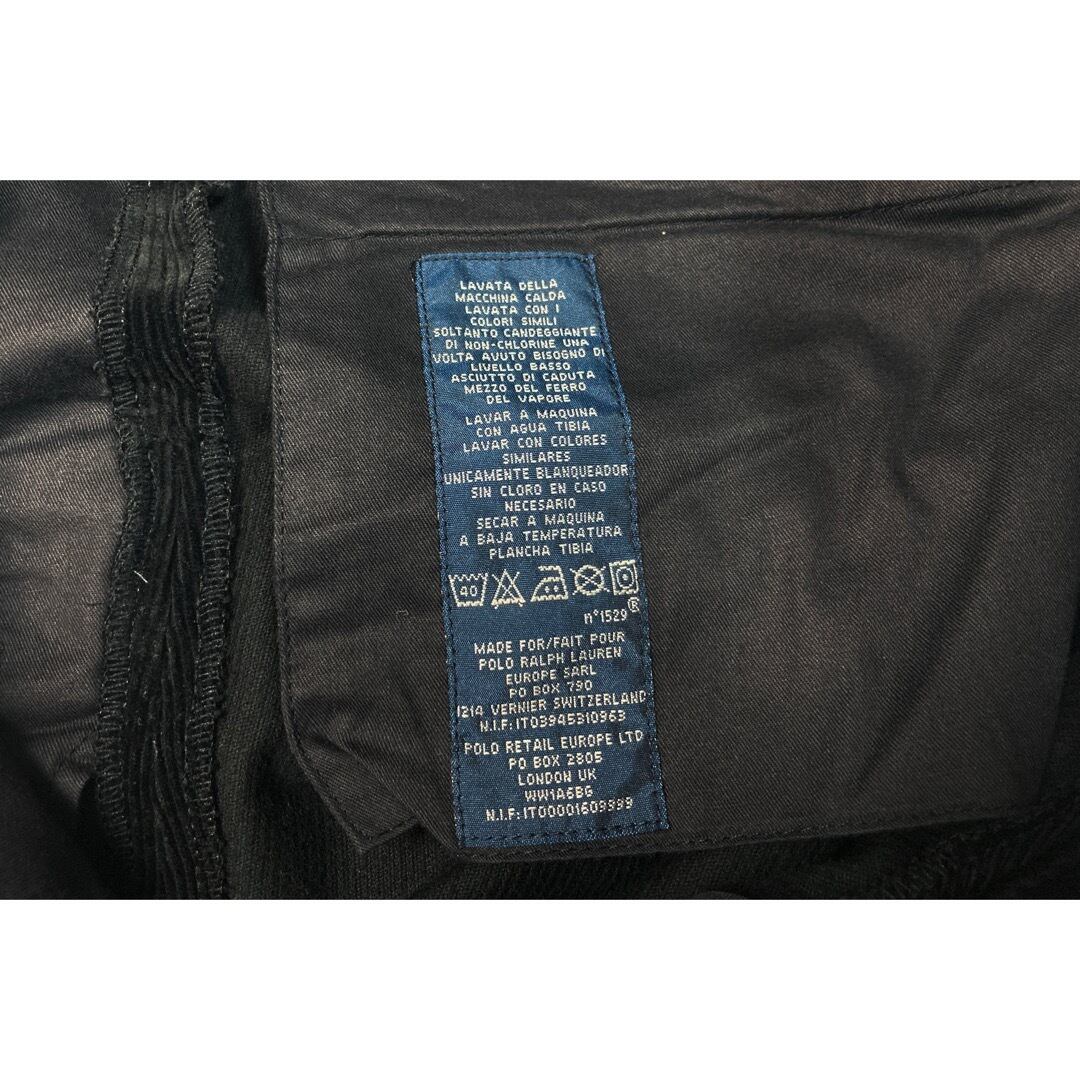 LAVATA DELLA
MACCHINA CALDA
LAVATA CON I
COLORI SIMILI
SOLTANTO CANDEGGIANTE
DI NON-CHLORINE UNA
VOLTA AVUTO BISOGNO DI
LIVELLO BASSO
ASCIUTTO DI CADUTA
MEZZO DEL FERRO
DEL VAPORE
LAVAR A MAQUINA
CON AGUA TIBIA
LAVAR CON COLORES
SIMILARES
UNICAMENTE BLANQUEADOR
SIN CLORO EN CASO
NECESARIO
SECAR A MAQUINA
A BAJA TEMPERATURA
PLANCHA TIBIA
40
n°1529®
MADE FOR/FAIT POUR
POLO RALPH LAUREN
EUROPE SARL
PO BOX 790
1214 VERNIER SWITZERLAND
N.I.F:IT03945310963
POLO RETAIL EUROPE LTD
PO BOX 2805
LONDON UK
WW1A6BG
N.I.F:IT00001609999